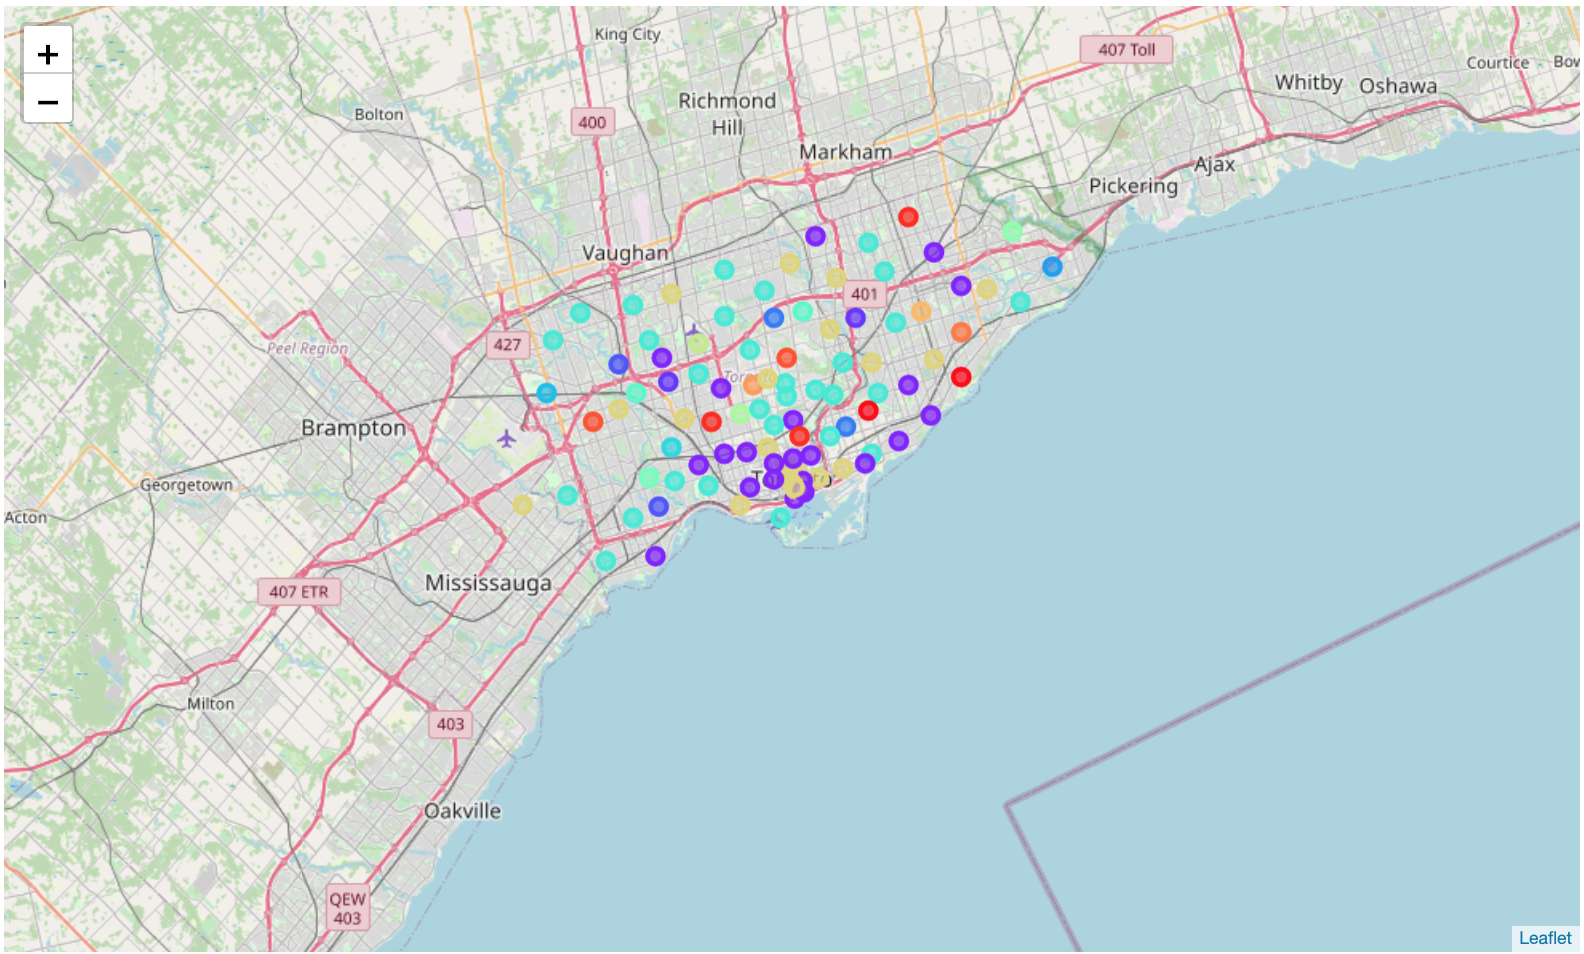 +
−
King City
407 Toll
Courtice
Bow
Whitby
Oshawa
Richmond
Hill
Bolton
400
Markham
Ajax
Pickering
Vaughan
401
427
Peel Region
Brampton
Georgetown
Acton
Mississauga
407 ETR
Milton
403
Oakville
QEW
403
Leaflet